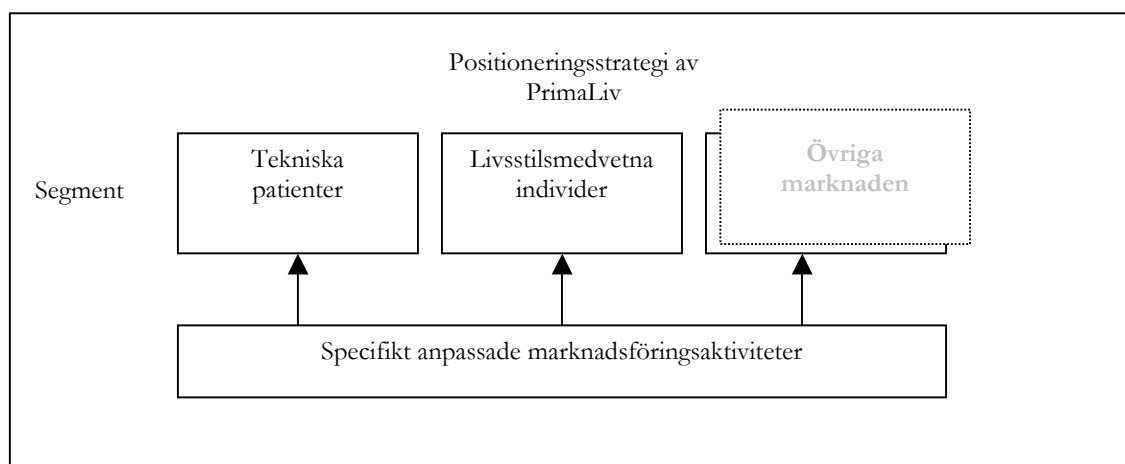 Positioneringsstrategi av
PrimaLiv
Segment
Tekniska
patienter
Livsstilsmedvetna
individer
Övriga
marknaden
Specifikt anpassade marknadsföringsaktiviteter